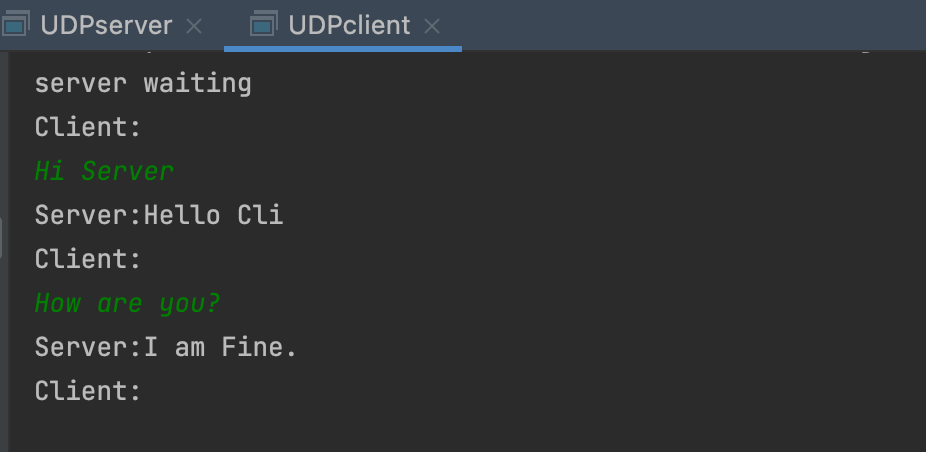 UDPserver UDPclient
server waiting
Client:
Hi Server
Server:Hello Cli
Client:
How are you?
Server:I am Fine.
Client: